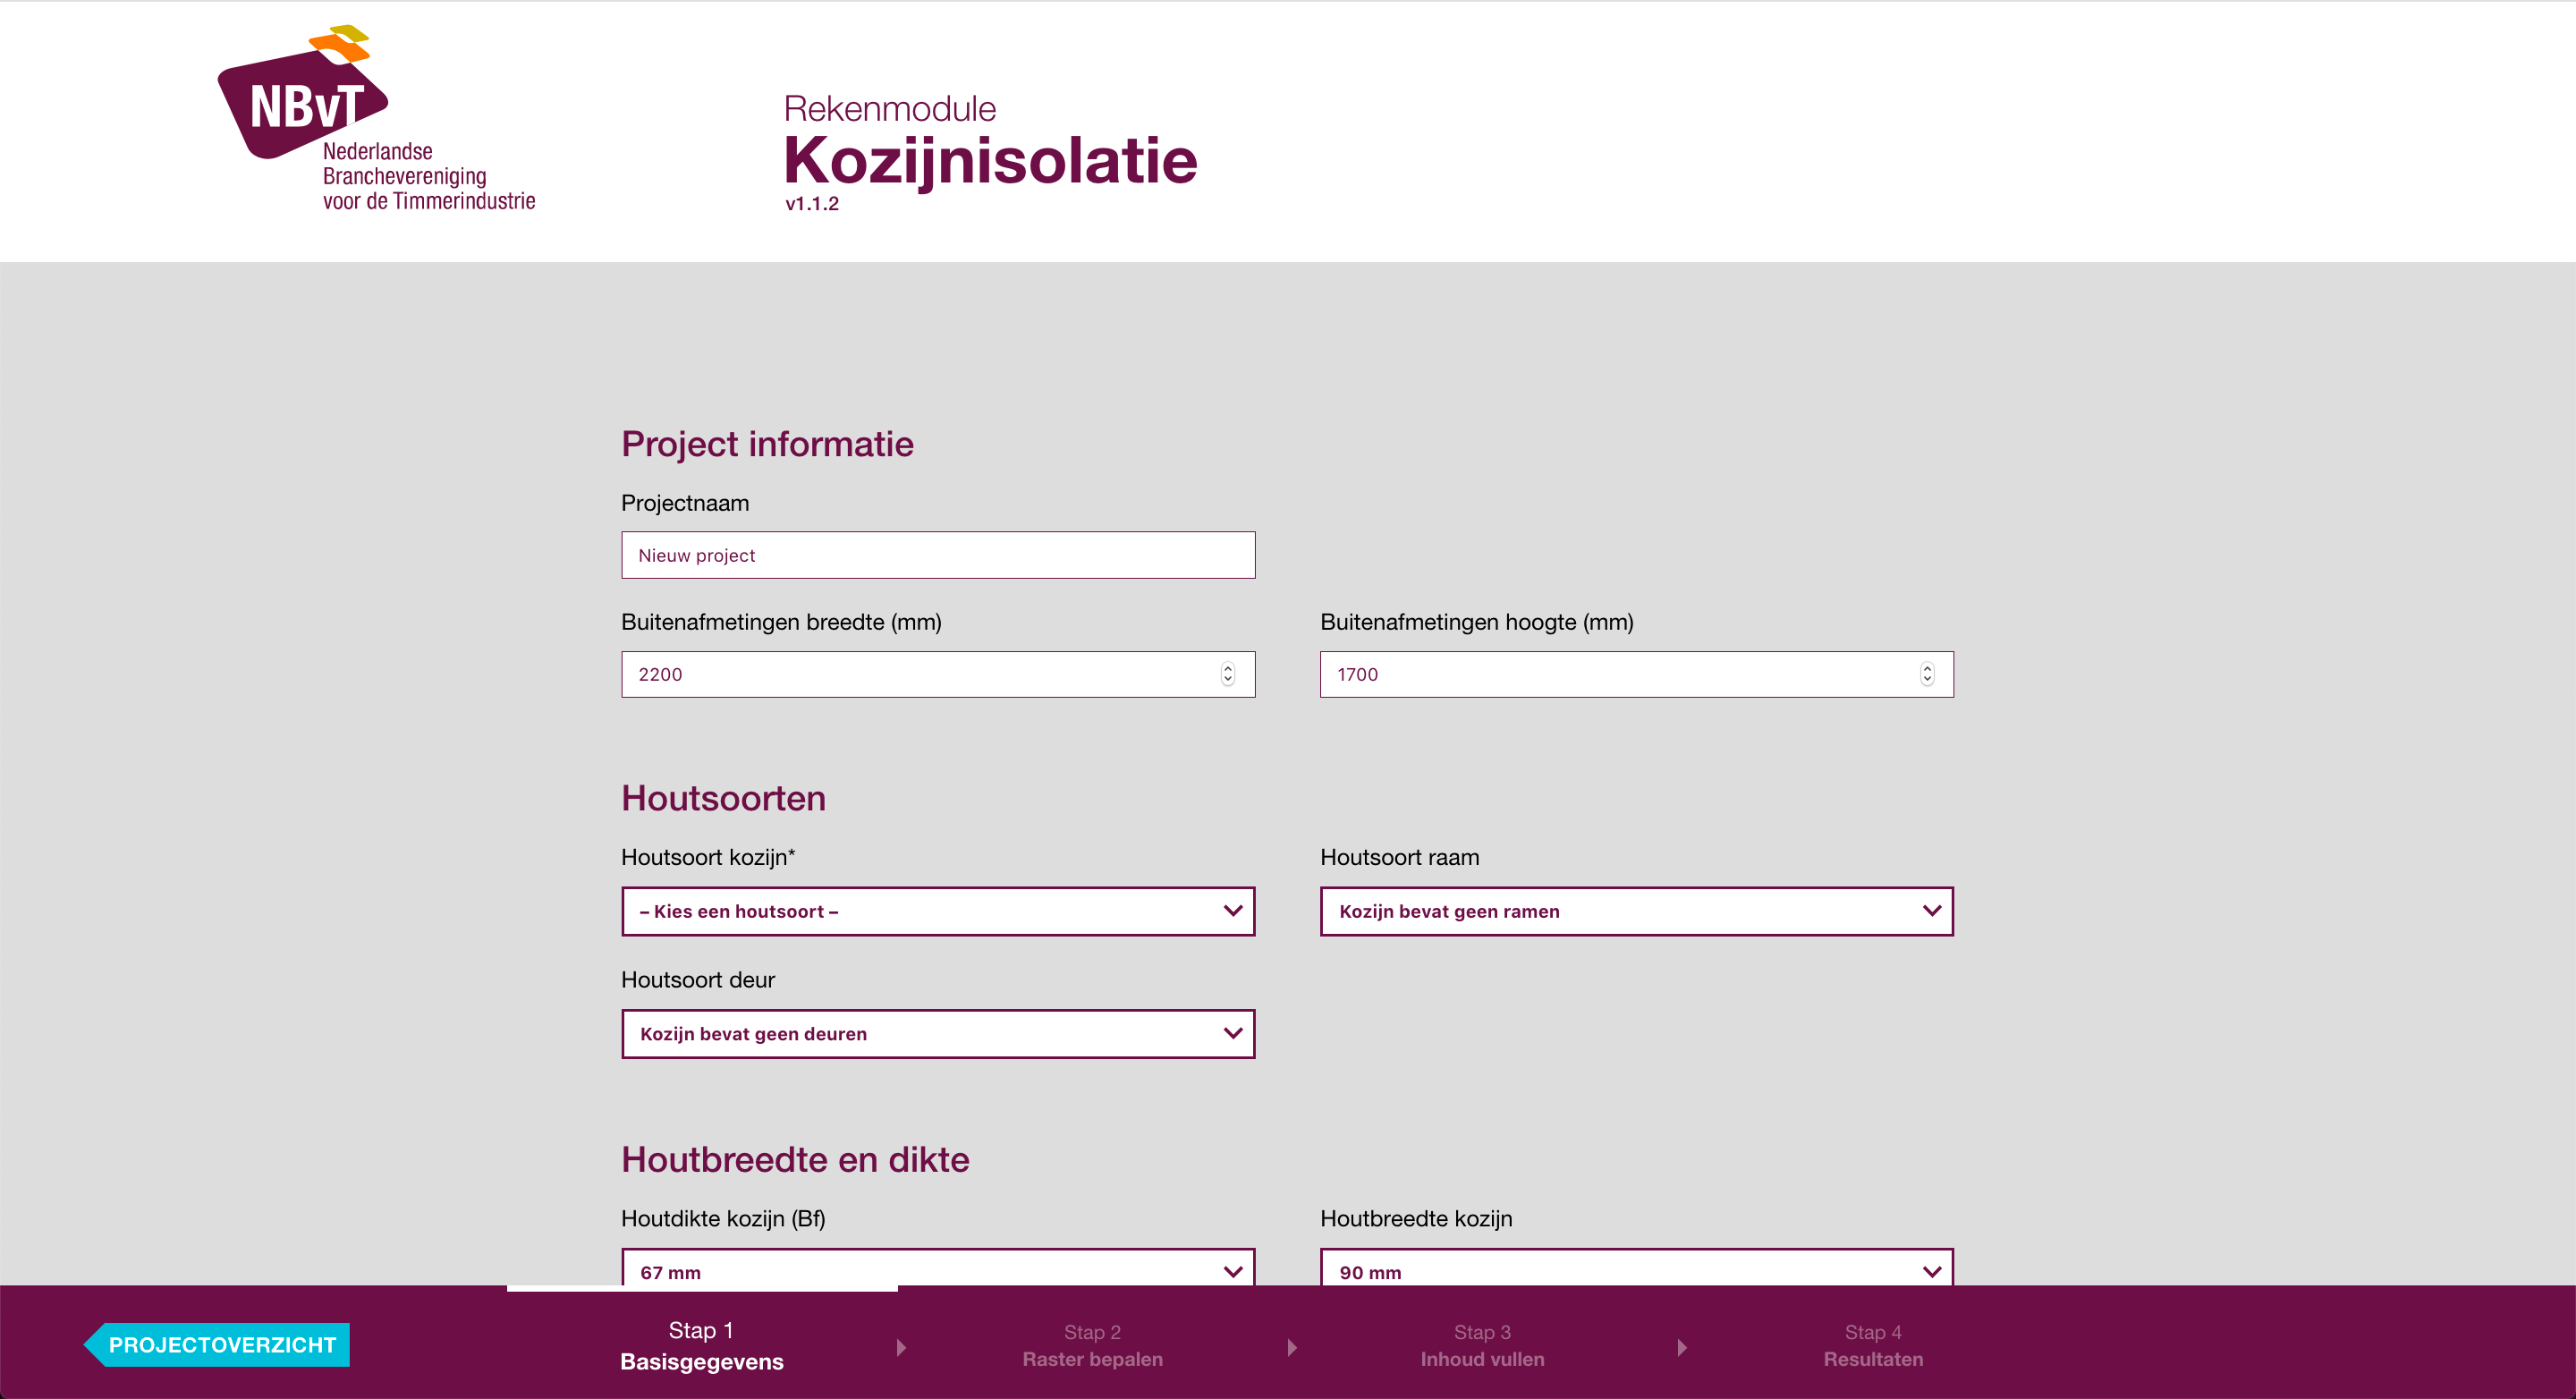 NBvT
Nederlandse
Branchevereniging
voor de Timmerindustrie
Rekenmodule
Kozijnisolatie
v1.1.2
Project informatie
Projectnaam
Nieuw project
Buitenafmetingen breedte (mm)
Buitenafmetingen hoogte (mm)
2200
1700
Houtsoorten
Houtsoort kozijn*
Houtsoort raam
– Kies een houtsoort –
Kozijn bevat geen ramen
Houtsoort deur
Kozijn bevat geen deuren
Houtbreedte en dikte
Houtdikte kozijn (Bf)
Houtbreedte kozijn
67 mm
90 mm
PROJECTOVERZICHT
Stap 1
Basisgegevens
Stap 2
Raster bepalen
Stap 3
Inhoud vullen
Stap 4
Resultaten